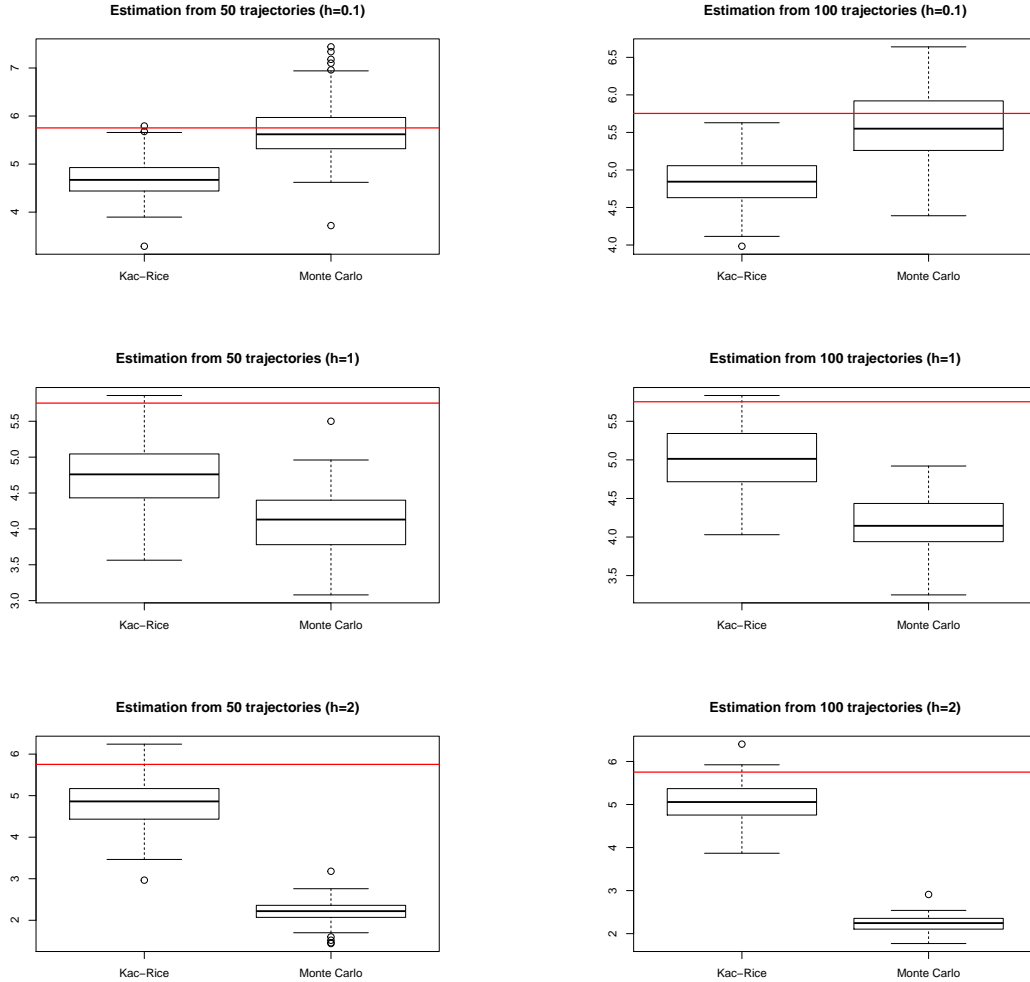 Estimation from 50 trajectories (h=0.1)
4 5 6 7
Kac−Rice Monte Carlo
Estimation from 100 trajectories (h=0.1)
4.0 4.5 5.0 5.5 6.0 6.5
Kac−Rice Monte Carlo
Estimation from 50 trajectories (h=1)
3.0 3.5 4.0 4.5 5.0 5.5
Kac−Rice Monte Carlo
Estimation from 100 trajectories (h=1)
3.5 4.0 4.5 5.0 5.5
Kac−Rice Monte Carlo
Estimation from 50 trajectories (h=2)
2 3 4 5 6
Kac−Rice Monte Carlo
Estimation from 100 trajectories (h=2)
2 3 4 5 6
Kac−Rice Monte Carlo